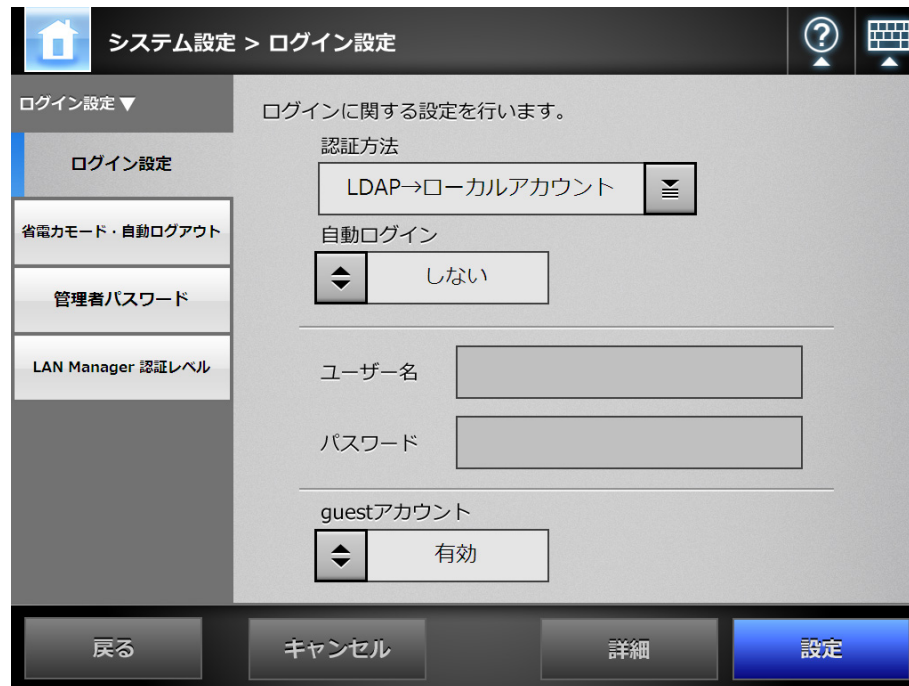 システム設定 > ログイン設定
ログイン設定▼
ログイン設定
省電力モード・自動ログアウト
管理者パスワード
LAN Manager 認証レベル
ログインに関する設定を行います。
認証方法
LDAP→ローカルアカウント
自動ログイン
しない
ユーザー名
パスワード
guestアカウント
有効
戻る
キャンセル
詳細
設定